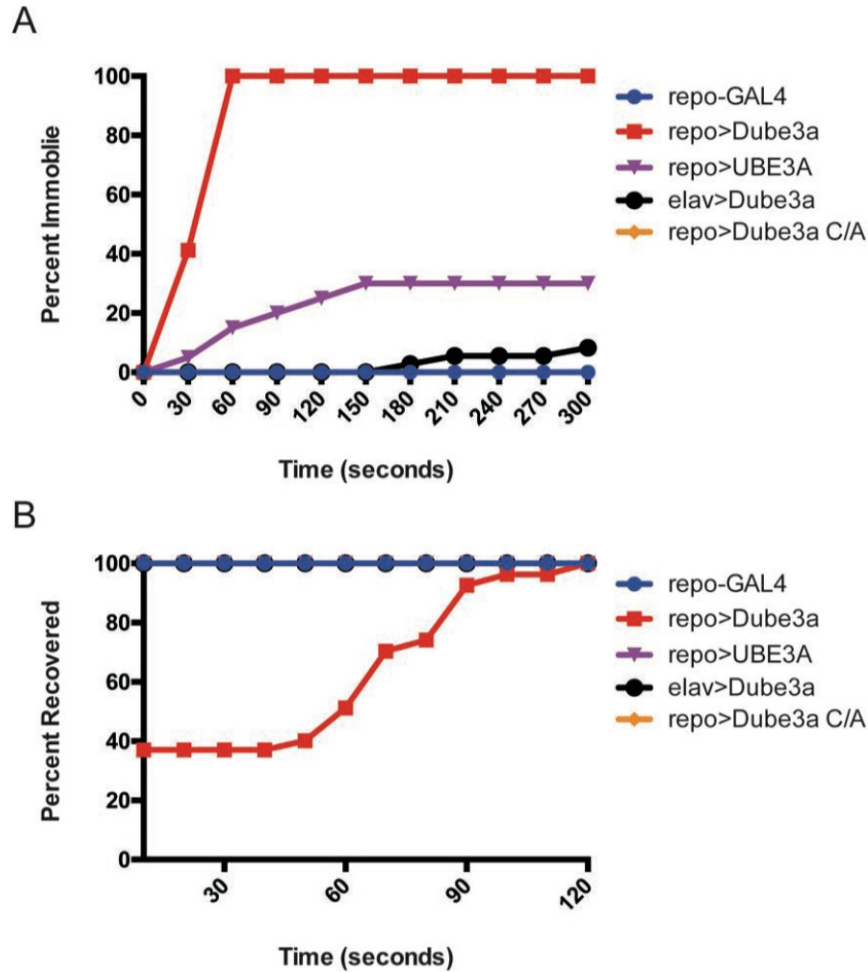 A
Percent Immoblie
100
80
60
40
20
0
0 30 60 90 120 150 180 210 240 270 300
Time (seconds)
repo-GAL4
repo>Dube3a
repo>UBE3A
elav>Dube3a
repo>Dube3a C/A
B
Percent Recovered
100
80
60
40
20
0
30 60 90 120
Time (seconds)
repo-GAL4
repo>Dube3a
repo>UBE3A
elav>Dube3a
repo>Dube3a C/A